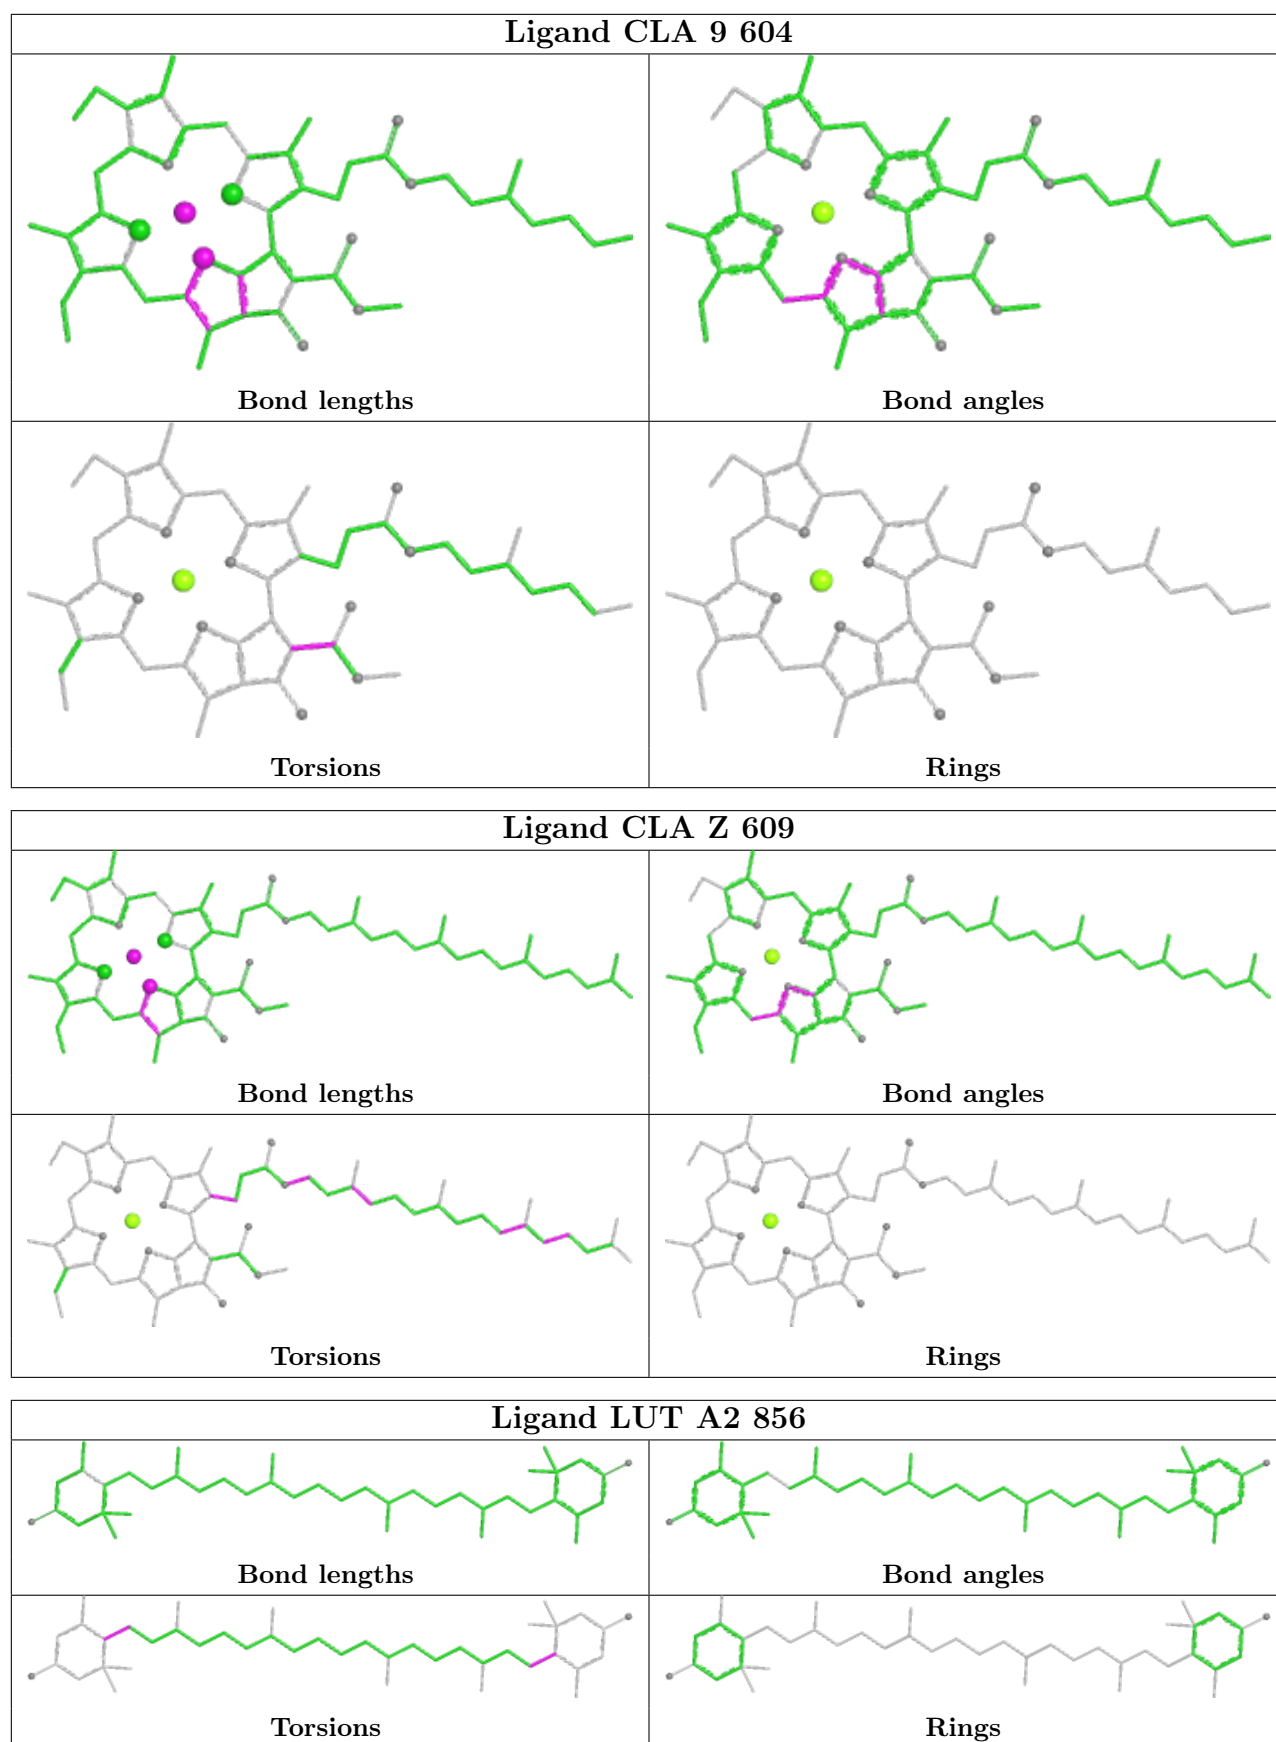 Ligand CLA 9 604
Bond lengths
Bond angles
Torsions
Rings
Ligand CLA Z 609
Bond lengths
Bond angles
Torsions
Rings
Ligand LUT A2 856
Bond lengths
Bond angles
Torsions
Rings